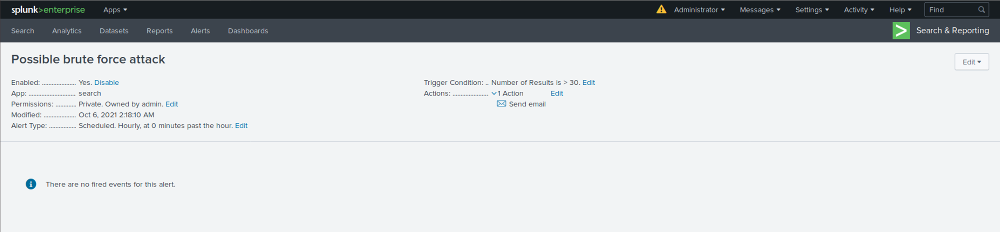 splunk>enterprise Apps Administrator Messages Settings Activity Help Find
Search Analytics Datasets Reports Alerts Dashboards Search & Reporting
Possible brute force attack
Edit
Enabled: ..................... Yes. Disable
App: ............................. search
Permissions: ............. Private. Owned by admin. Edit
Modified: .................... Oct 6, 2021 2:18:10 AM
Alert Type: ................. Scheduled. Hourly, at 0 minutes past the hour. Edit
Trigger Condition: .. Number of Results is > 30. Edit
Actions: ...................... 1 Action Edit
Send email
There are no fired events for this alert.